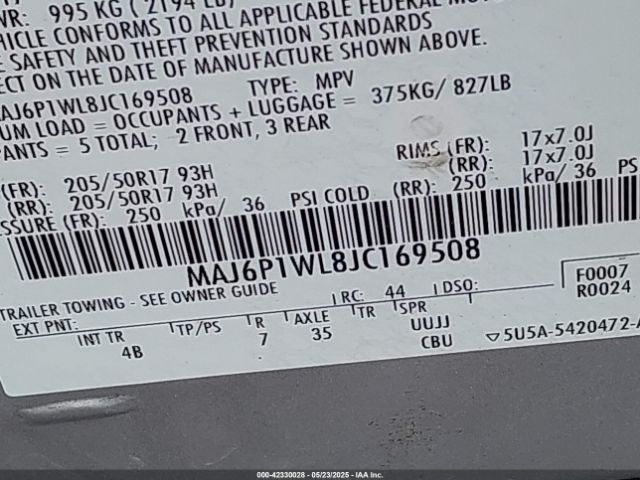 WR: 995 KG ( 2194 LB)
HICLE CONFORMS TO ALL APPLICABLE FEDERAL MOT
E SAFETY AND THEFT PREVENTION STANDARDS
ECT ON THE DATE OF MANUFACTURE SHOWN ABOVE.
AJ6P1WL8JC169508 TYPE: MPV
UM LOAD = OCCUPANTS + LUGGAGE = 375KG/ 827LB
PANTS = 5 TOTAL; 2 FRONT, 3 REAR
(FR): 205/50R17 93H RIMS (FR): 17x7.0J
(RR): 205/50R17 93H (RR): 17x7.0J
SSURE (FR): 250 kPa/ 36 PSI COLD (RR): 250 kPa/ 36 PS
MAJ6P1WL8JC169508
TRAILER TOWING - SEE OWNER GUIDE
EXT PNT: RC: 44 DSO: F0007
R0024
INT TR TP/PS R AXLE TR SPR
4B 7 35 UUJJ
CBU 5U5A-5420472-A
000-42330028 - 05/23/2025 - IAA Inc.